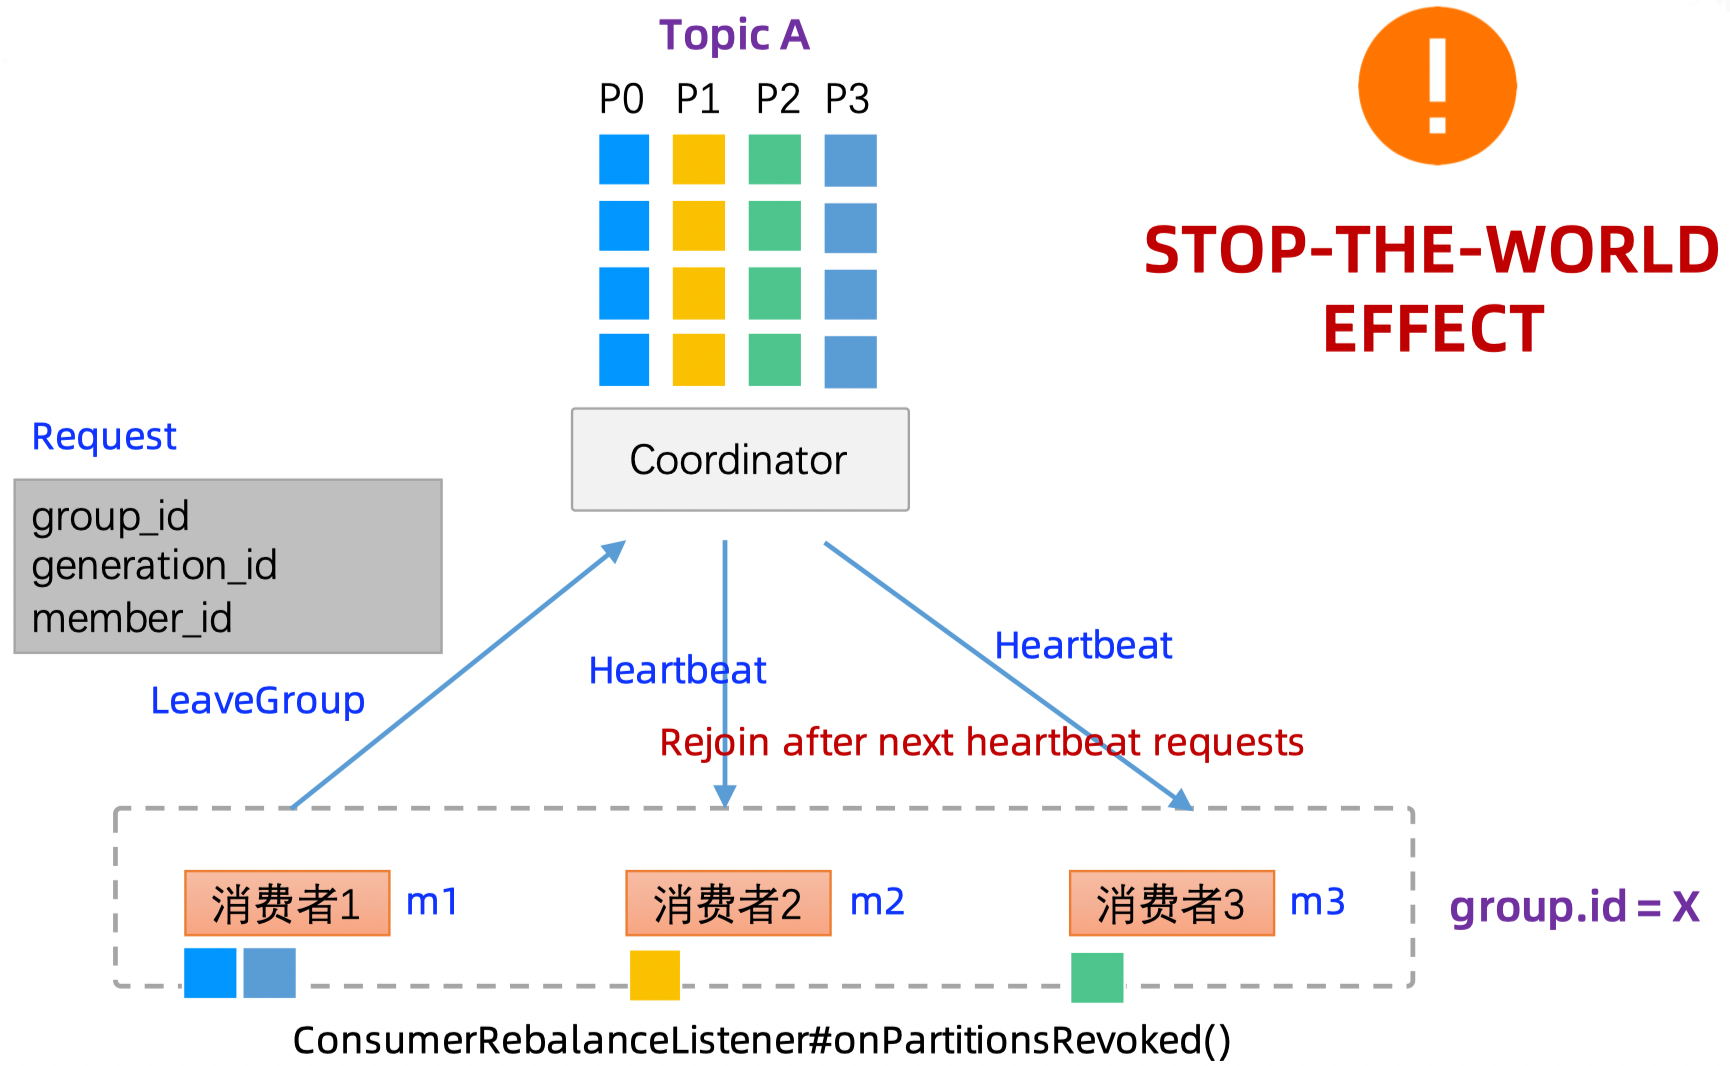 Topic A
P0 P1 P2 P3
!
STOP-THE-WORLD
EFFECT
Coordinator
Request
group_id
generation_id
member_id
LeaveGroup
Heartbeat
Heartbeat
Rejoin after next heartbeat requests
消费者1 m1
消费者2 m2
消费者3 m3
group.id = X
ConsumerRebalanceListener#onPartitionsRevoked()